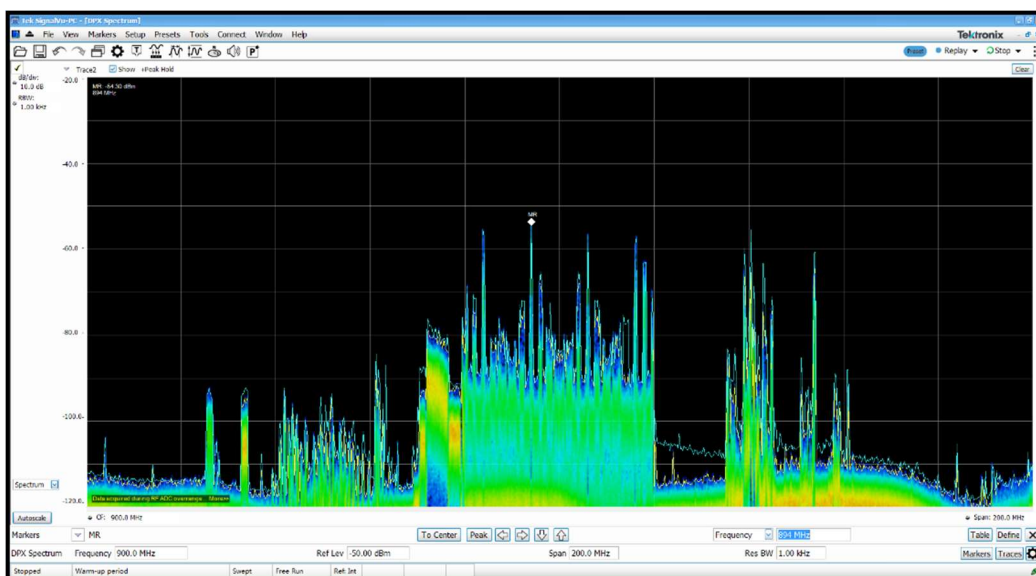 Tek SignalVu-PC - [DPX Spectrum]
File View Markers Setup Presets Tools Connect Window Help
Tektronix
Preset Replay Stop
Trace2 Show +Peak Hold
Clear
dB/div:
10.0 dB
RBW:
1.00 kHz
-20.0
MR: -54.30 dBm
894 MHz
-40.0
MR
-60.0
-80.0
-100.0
Spectrum
-120.0
Data acquired during RF ADC overrange... More>>
Autoscale
CF: 900.0 MHz
Span: 200.0 MHz
Markers MR To Center Peak Frequency 894 MHz Table Define
DPX Spectrum Frequency 900.0 MHz Ref Lev -50.00 dBm Span 200.0 MHz Res BW 1.00 kHz Markers Traces
Stopped Warm-up period Swept Free Run Ref: Int